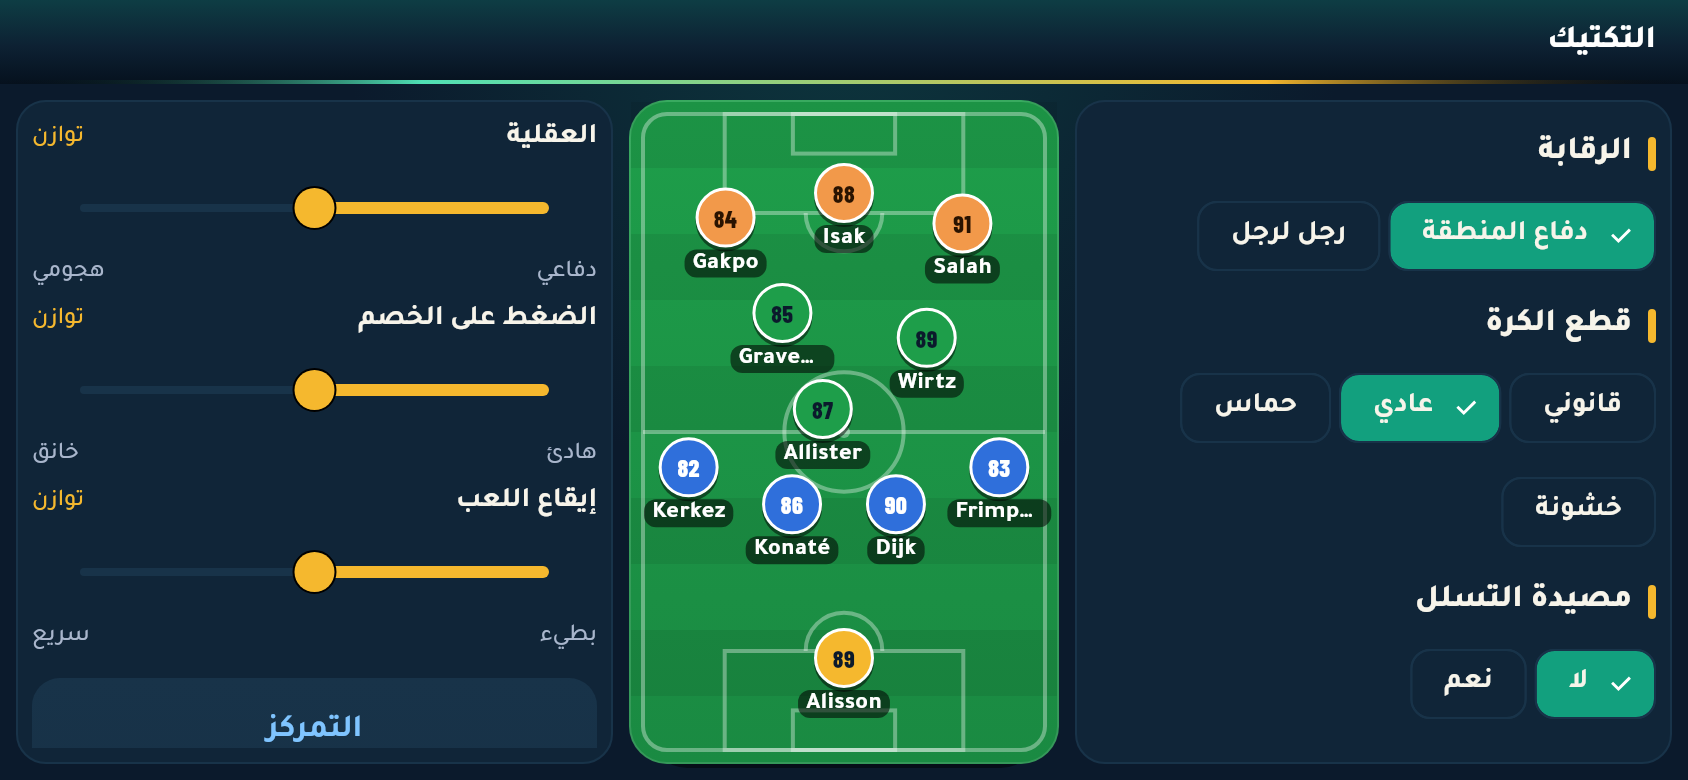 التكتيك
الرقابة
دفاع المنطقة
رجل لرجل
قطع الكرة
قانوني
عادي
حماس
خشونة
مصيدة التسلل
لا
نعم
88
Isak
84
Gakpo
91
Salah
85
Grave...
89
Wirtz
87
Allister
82
Kerkez
83
Frimp...
86
Konaté
90
Dijk
89
Alisson
العقلية
توازن
دفاعي
هجومي
الضغط على الخصم
توازن
هادئ
خانق
إيقاع اللعب
توازن
بطيء
سريع
التمركز